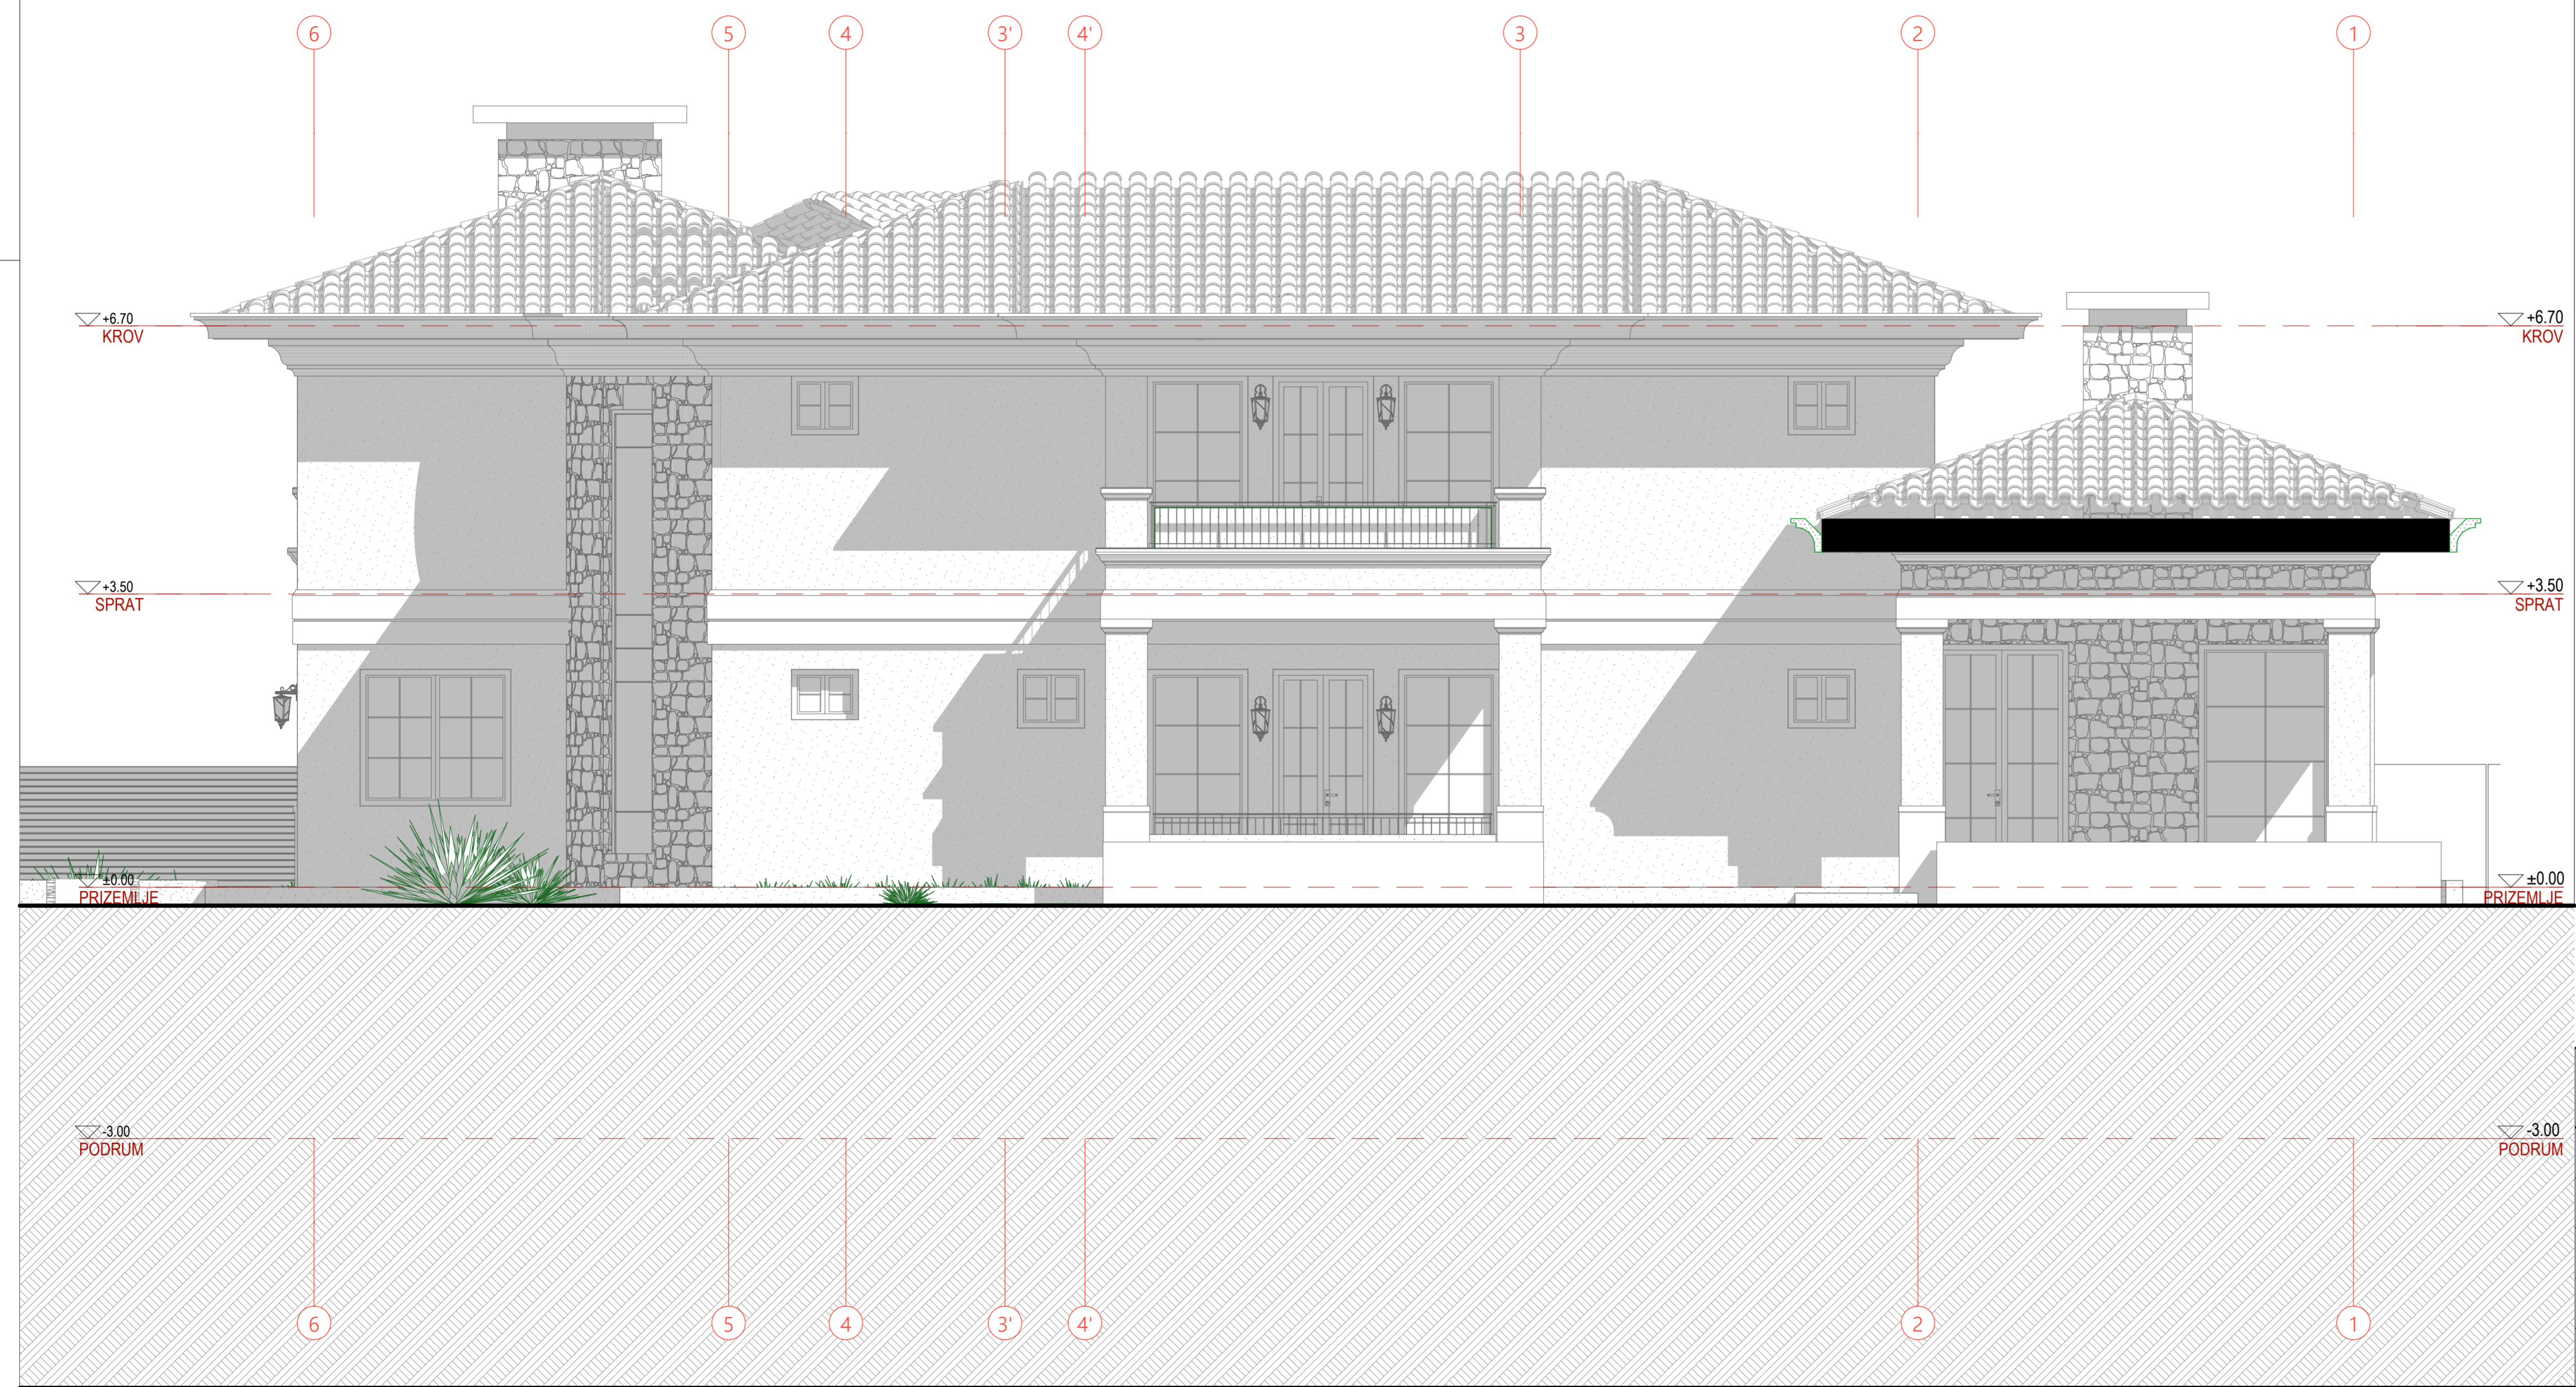 6 5 4 3' 4' 3 2 1
+6.70 +6.70
KROV KROV
+3.50 +3.50
SPRAT SPRAT
±0.00 ±0.00
PRIZEMLJE PRIZEMLJE
-3.00 -3.00
PODRUM PODRUM
6 5 4 3' 4' 2 1